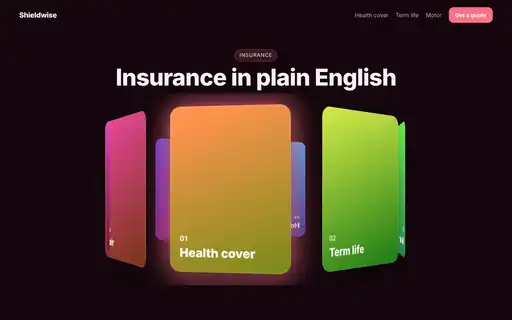 Shieldwise
Health cover
Term life
Motor
Get a quote
INSURANCE
Insurance in plain English
01
Health cover
02
Term life